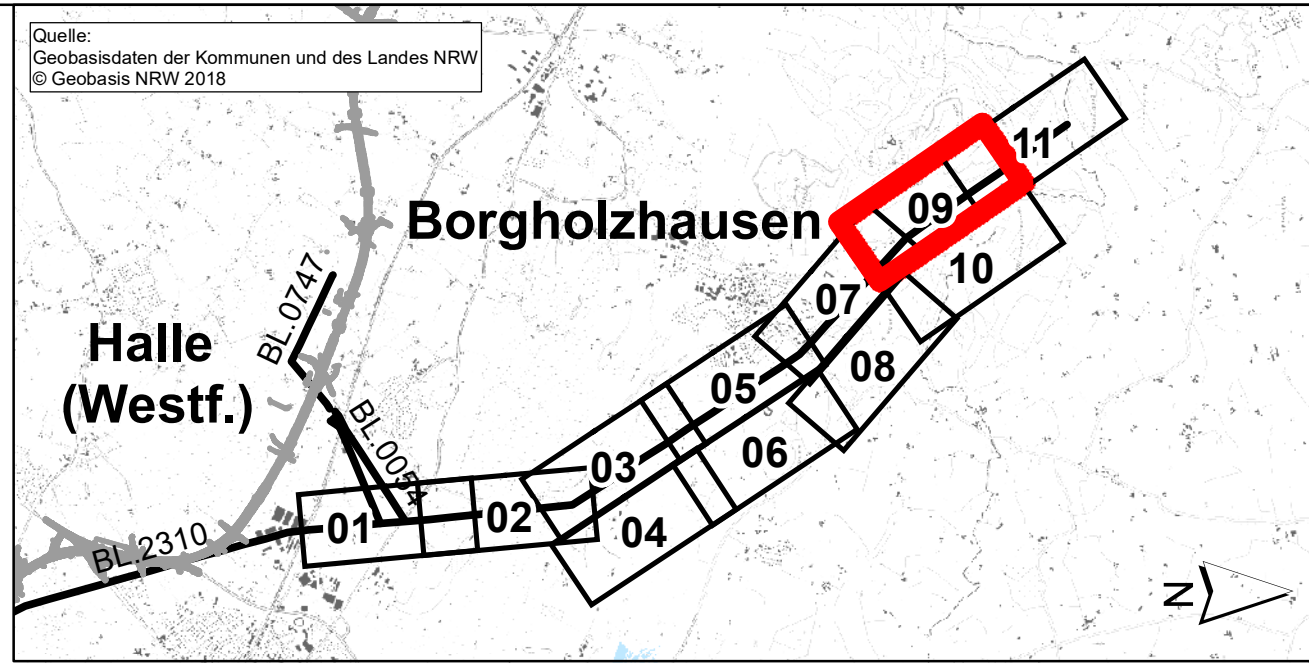 Quelle:
Geobasisdaten der Kommunen und des Landes NRW
© Geobasis NRW 2018
11
Borgholzhausen
09
10
BL.0747
07
Halle
(Westf.)
08
05
BL.0054
06
03
02
01
04
BL.2310
N